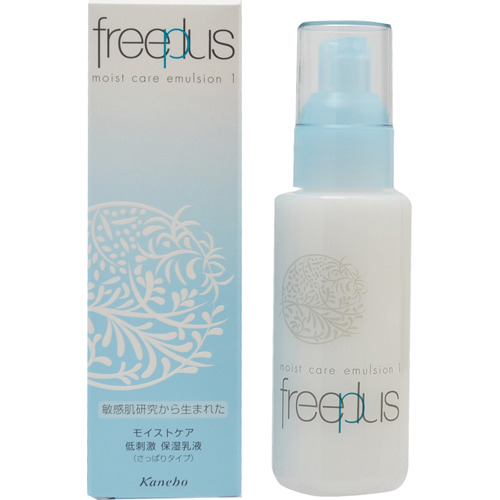 freeplus
moist care emulsion 1
敏感肌研究から生まれた
モイストケア
低刺激 保湿乳液
(さっぱりタイプ)
Kanebo
moist care emulsion 1
freeplus